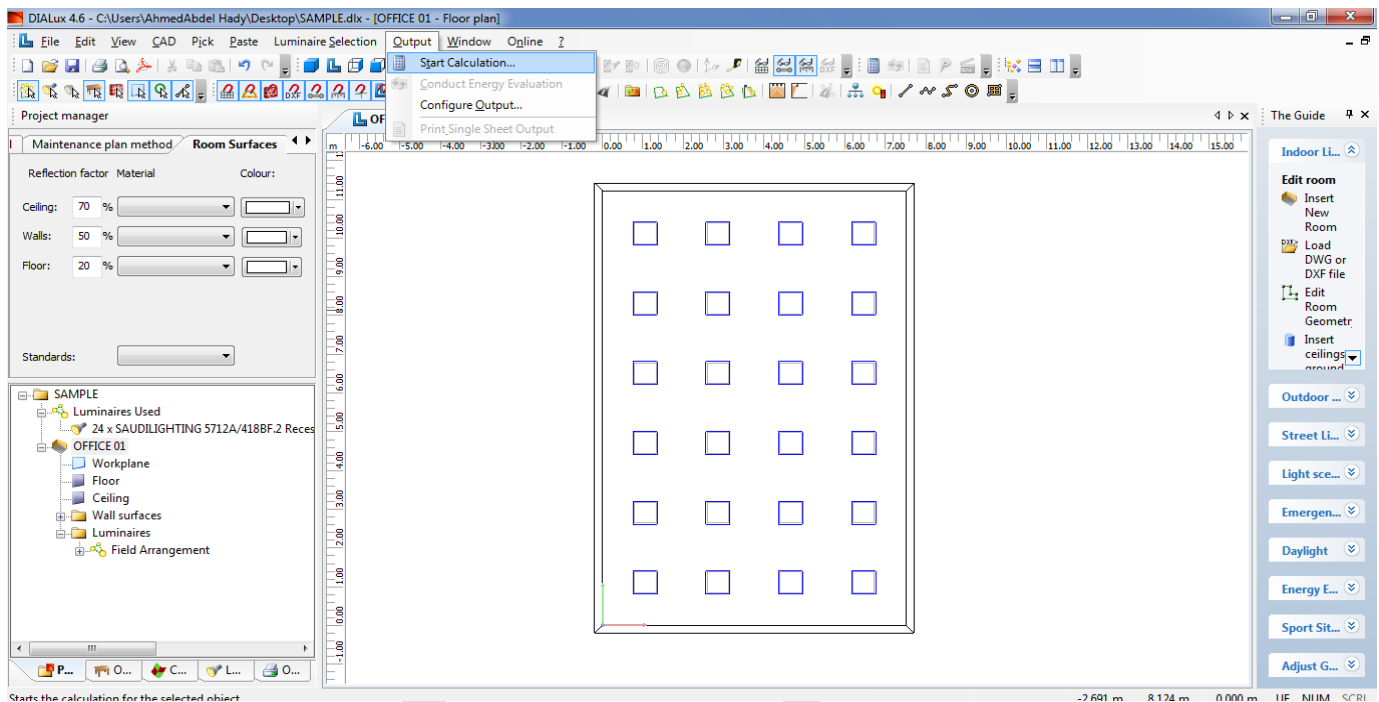 DIALux 4.6 - C:\Users\AhmedAbdel Hady\Desktop\SAMPLE.dlx - [OFFICE 01 - Floor plan]
File Edit View CAD Pick Paste Luminaire Selection Output Window Online ?
Start Calculation...
Conduct Energy Evaluation
Configure Output...
Print Single Sheet Output
Project manager
Maintenance plan method Room Surfaces
Reflection factor Material Colour:
Ceiling: 70 %
Walls: 50 %
Floor: 20 %
Standards:
SAMPLE
Luminaires Used
24 x SAUDILIGHTING 5712A/418BF.2 Reces
OFFICE 01
Workplane
Floor
Ceiling
Wall surfaces
Luminaires
Field Arrangement
P... O... C... L... O...
OF
m -6.00 -5.00 -4.00 -3.00 -2.00 -1.00 0.00 1.00 2.00 3.00 4.00 5.00 6.00 7.00 8.00 9.00 10.00 11.00 12.00 13.00 14.00 15.00
11.00
10.00
9.00
8.00
7.00
6.00
5.00
4.00
3.00
2.00
1.00
0.00
-1.00
The Guide
Indoor Li...
Edit room
Insert
New
Room
Load
DWG or
DXF file
Edit
Room
Geometr
Insert
ceilings
ground
Outdoor ...
Street Li...
Light sce...
Emergen...
Daylight
Energy E...
Sport Sit...
Adjust G...
Starts the calculation for the selected object
-2.691 m 8.124 m 0.000 m UF NUM SCRL